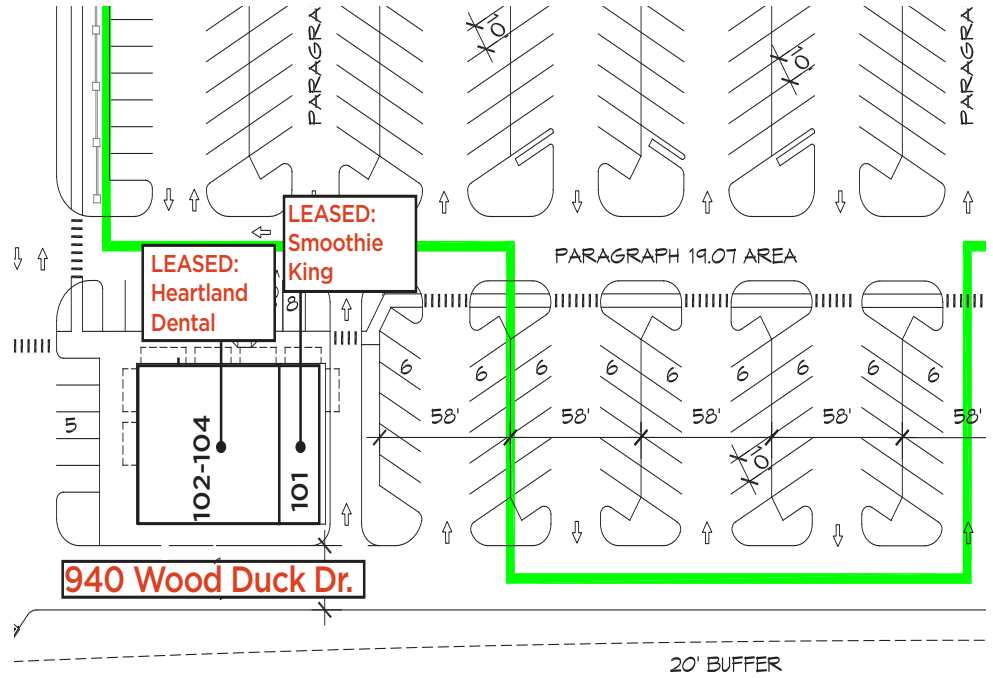 PARAGRA
10'
10'
PARAGRA
LEASED:
Smoothie
King
PARAGRAPH 19.07 AREA
LEASED:
Heartland
Dental
8
6
6
6
6
6
6
6
6
58'
58'
58'
58'
58'
5
102-104
101
10'
940 Wood Duck Dr.
20' BUFFER